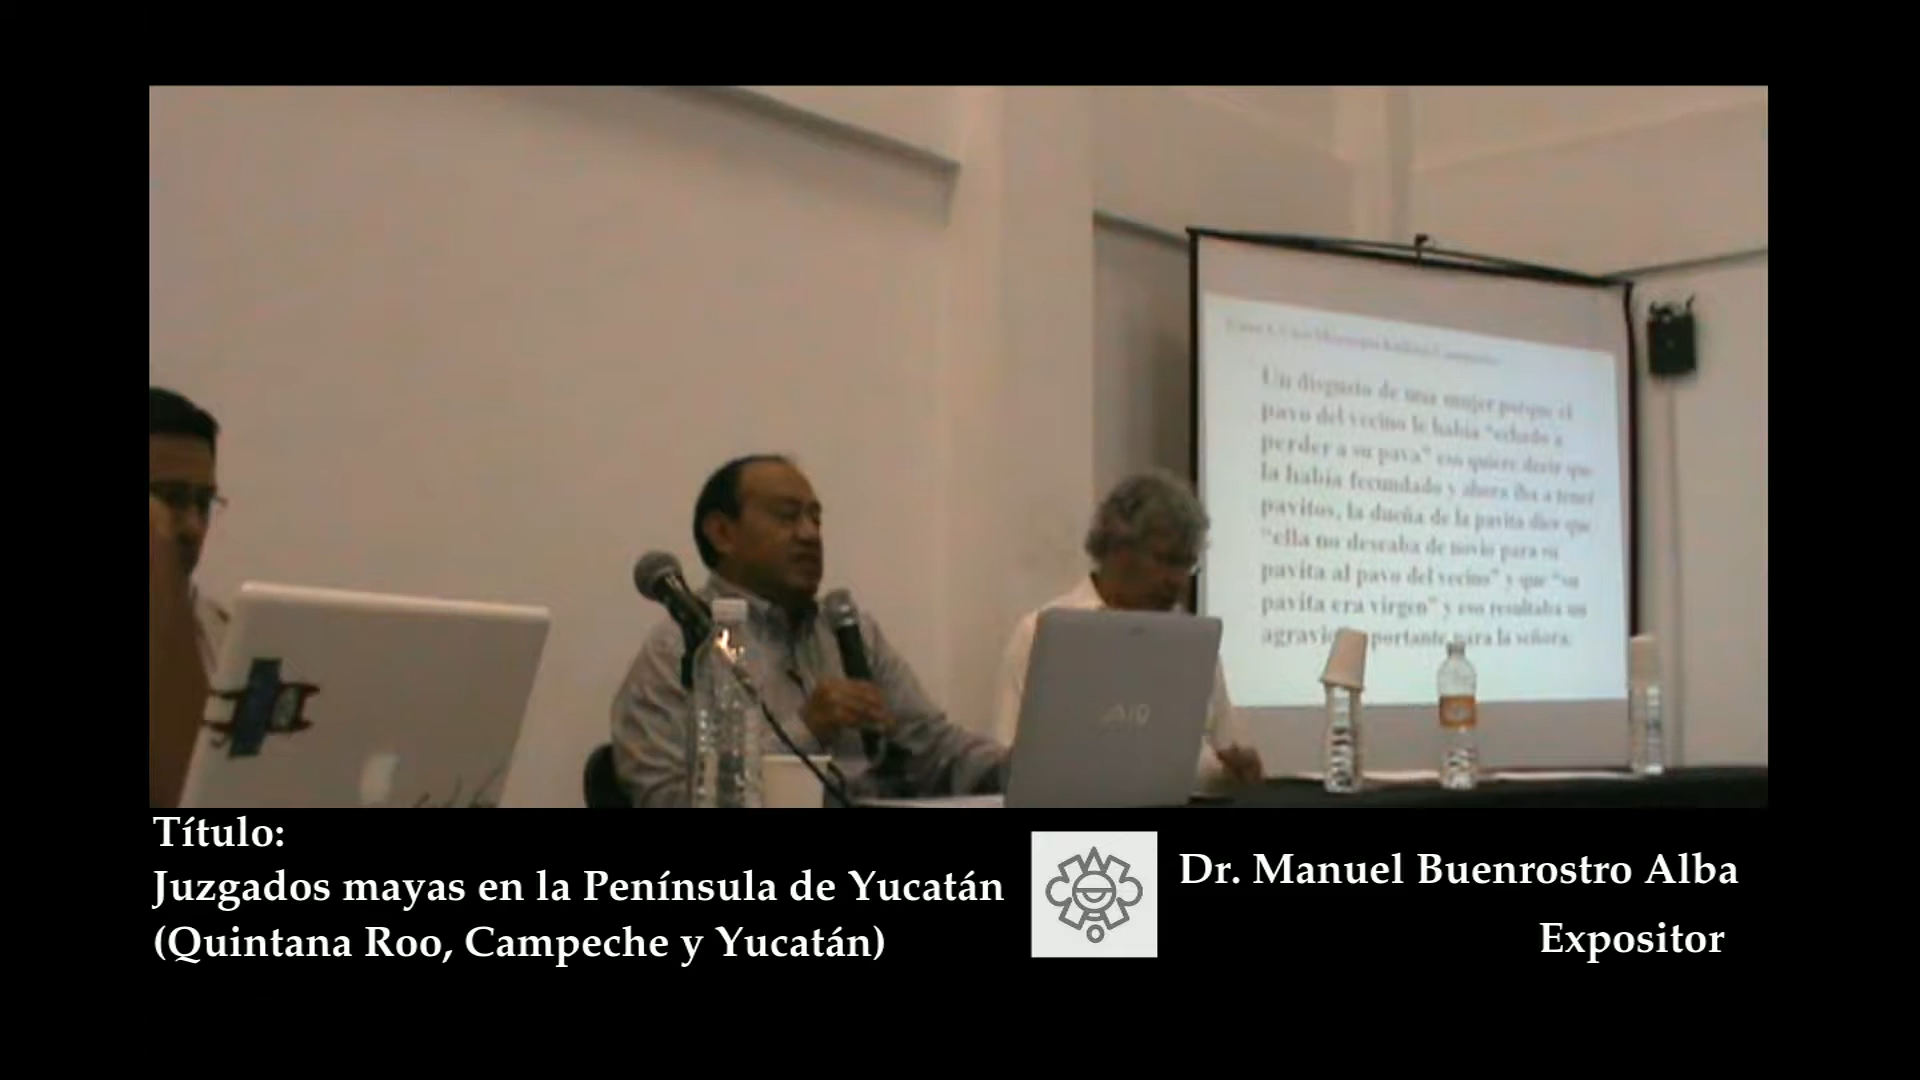 Un disgusto de una mujer porque el
pavo del vecino le había "echado a
perder a su pava" eso quiere decir que
la había fecundado y ahora iba a tener
pavitos, la dueña de la pavita dice que
"ella no deseaba de novio para su
pavita al pavo del vecino" y que "su
pavita era virgen" y eso resultaba un
portante para la señora.
Título:
Juzgados mayas en la Península de Yucatán
(Quintana Roo, Campeche y Yucatán)
Dr. Manuel Buenrostro Alba
Expositor